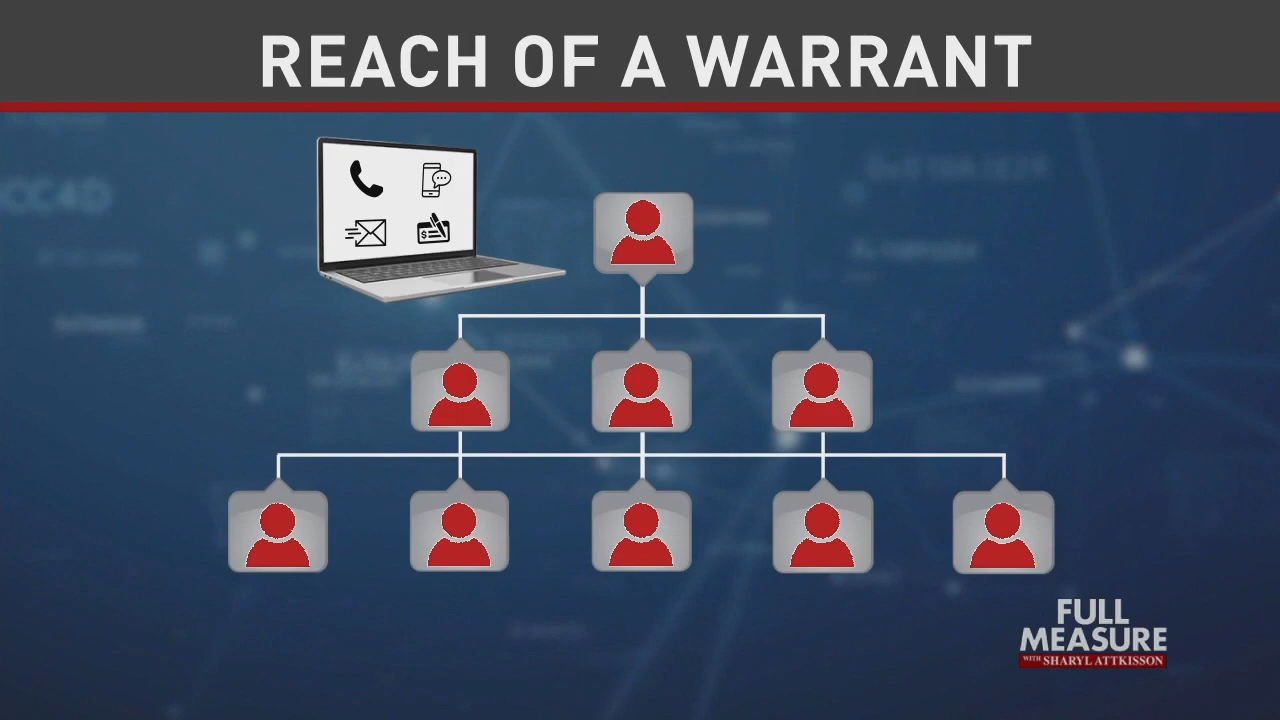 REACH OF A WARRANT
$
FULL
MEASURE
WITH SHARYL ATTKISSON